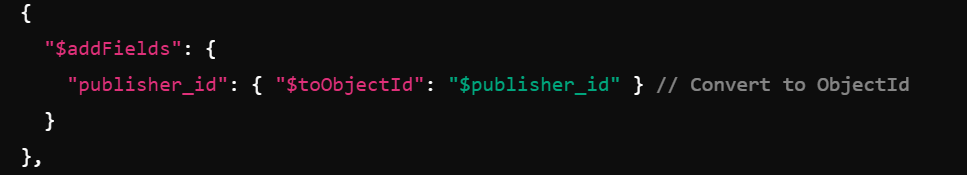 {
"$addFields": {
"publisher_id": { "$toObjectId": "$publisher_id" } // Convert to ObjectId
}
},